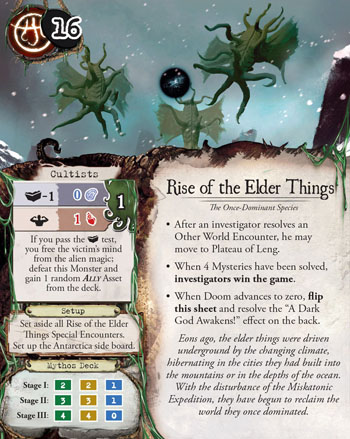 16
Cultists
-1 0
1 1
If you pass the test,
you free the victim's mind
from the alien magic;
defeat this Monster and
gain 1 random ALLY Asset
from the deck.
Setup
Set aside all Rise of the Elder
Things Special Encounters.
Set up the Antarctica side board.
Mythos Deck
Stage I: 2 2 1
Stage II: 3 3 1
Stage III: 4 4 0
Rise of the Elder Things
The Once-Dominant Species
• After an investigator resolves an
Other World Encounter, he may
move to Plateau of Leng.
• When 4 Mysteries have been solved,
investigators win the game.
• When Doom advances to zero, flip
this sheet and resolve the “A Dark
God Awakens!” effect on the back.
Eons ago, the elder things were driven
underground by the changing climate,
hibernating in the cities they had built into
the mountains or in the depths of the ocean.
With the disturbance of the Miskatonic
Expedition, they have begun to reclaim the
world they once dominated.